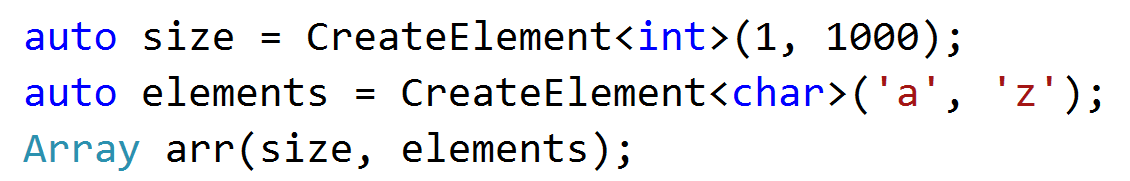 auto size = CreateElement<int>(1, 1000);
auto elements = CreateElement<char>('a', 'z');
Array arr(size, elements);